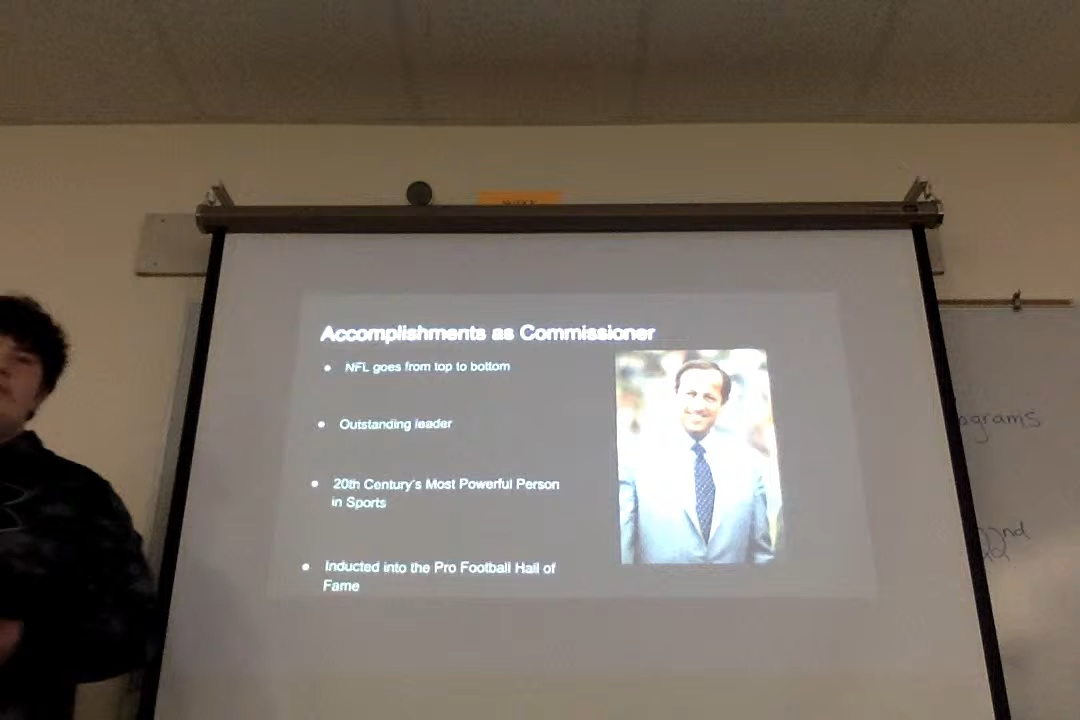 Accomplishments as Commissioner
NFL goes from top to bottom
Outstanding leader
20th Century's Most Powerful Person
in Sports
Inducted into the Pro Football Hall of
Fame
22nd